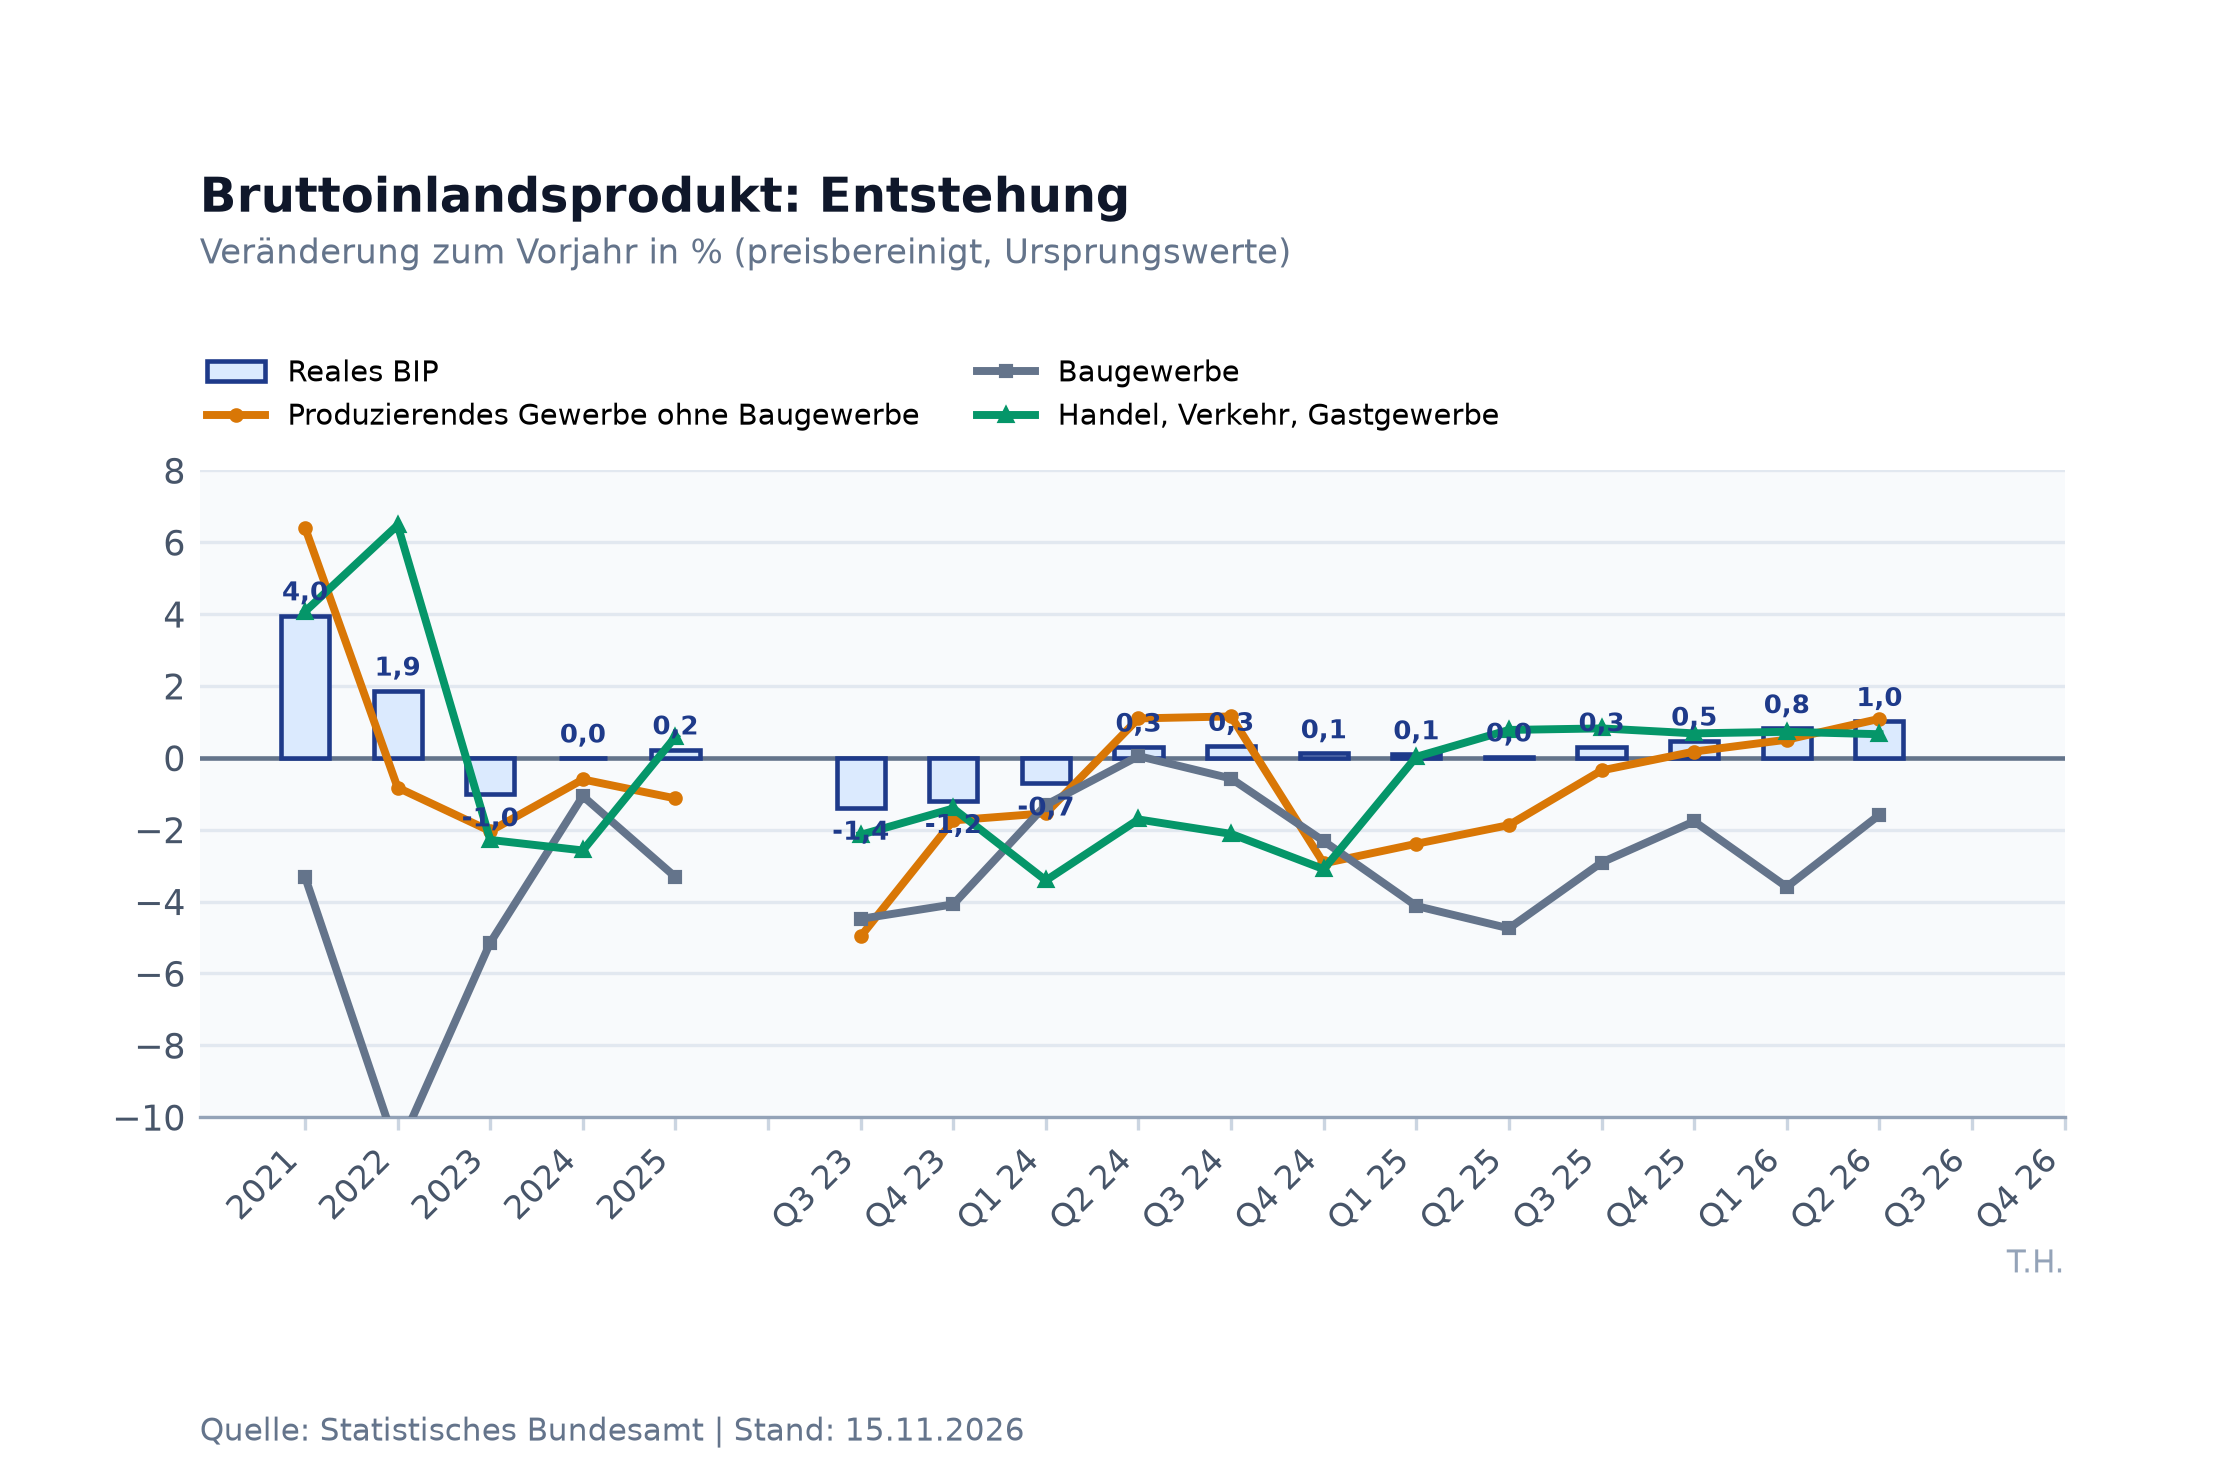 Bruttoinlandsprodukt: Entstehung
Veränderung zum Vorjahr in % (preisbereinigt, Ursprungswerte)
Reales BIP
Baugewerbe
Produzierendes Gewerbe ohne Baugewerbe
Handel, Verkehr, Gastgewerbe
8
6
4
2
0
−2
−4
−6
−8
−10
4,0
1,9
-1,0
0,0
0,2
-1,4
-1,2
-0,7
0,3
0,3
0,1
0,1
0,0
0,3
0,5
0,8
1,0
2021
2022
2023
2024
2025
Q3 23
Q4 23
Q1 24
Q2 24
Q3 24
Q4 24
Q1 25
Q2 25
Q3 25
Q4 25
Q1 26
Q2 26
Q3 26
Q4 26
T.H.
Quelle: Statistisches Bundesamt | Stand: 15.11.2026